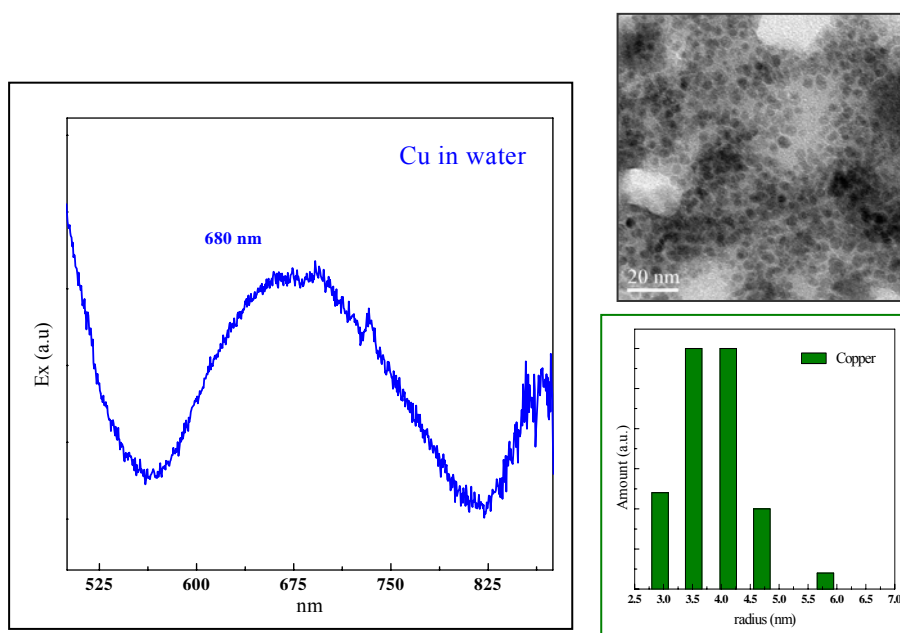 Cu in water
680 nm
Ex (a.u)
525 600 675 750 825
nm
20 nm
Copper
Amount (a.u.)
2.5 3.0 3.5 4.0 4.5 5.0 5.5 6.0 6.5 7.0
radius (nm)